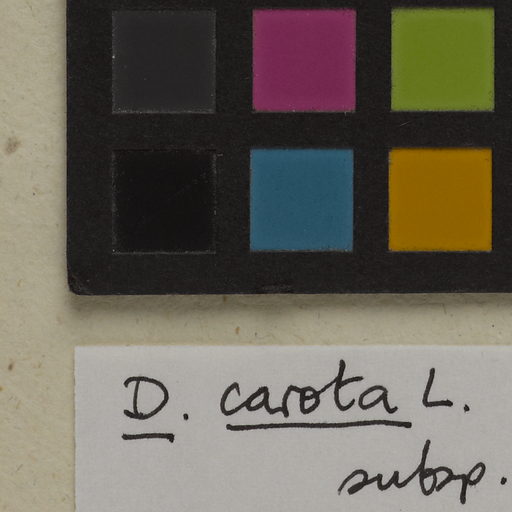 D. carota L.
subsp.